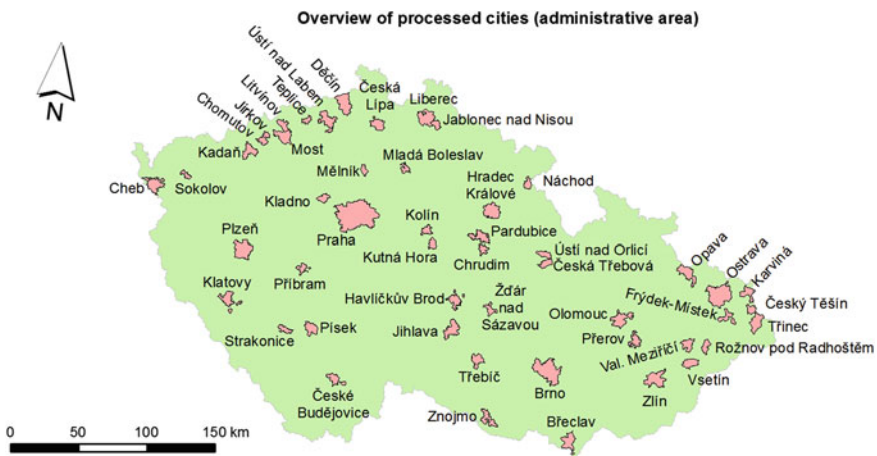 Overview of processed cities (administrative area)
N
Ústí nad Labem
Děčín
Litvínov
Teplice
Jirkov
Chomutov
Česká
Lípa
Liberec
Jablonec nad Nisou
Kadaň
Most
Mělník
Mladá Boleslav
Cheb
Sokolov
Kladno
Hradec
Králové
Náchod
Plzeň
Praha
Kolín
Kutná Hora
Pardubice
Chrudim
Ústí nad Orlicí
Česká Třebová
Opava
Ostrava
Karviná
Klatovy
Příbram
Havlíčkův Brod
Žďár
nad
Sázavou
Olomouc
Frýdek-Místek
Český Těšín
Třinec
Strakonice
Písek
Jihlava
Přerov
Val. Meziříčí
Rožnov pod Radhoštěm
Třebíč
Brno
Zlín
Vsetín
České
Budějovice
Znojmo
Břeclav
0 50 100 150 km